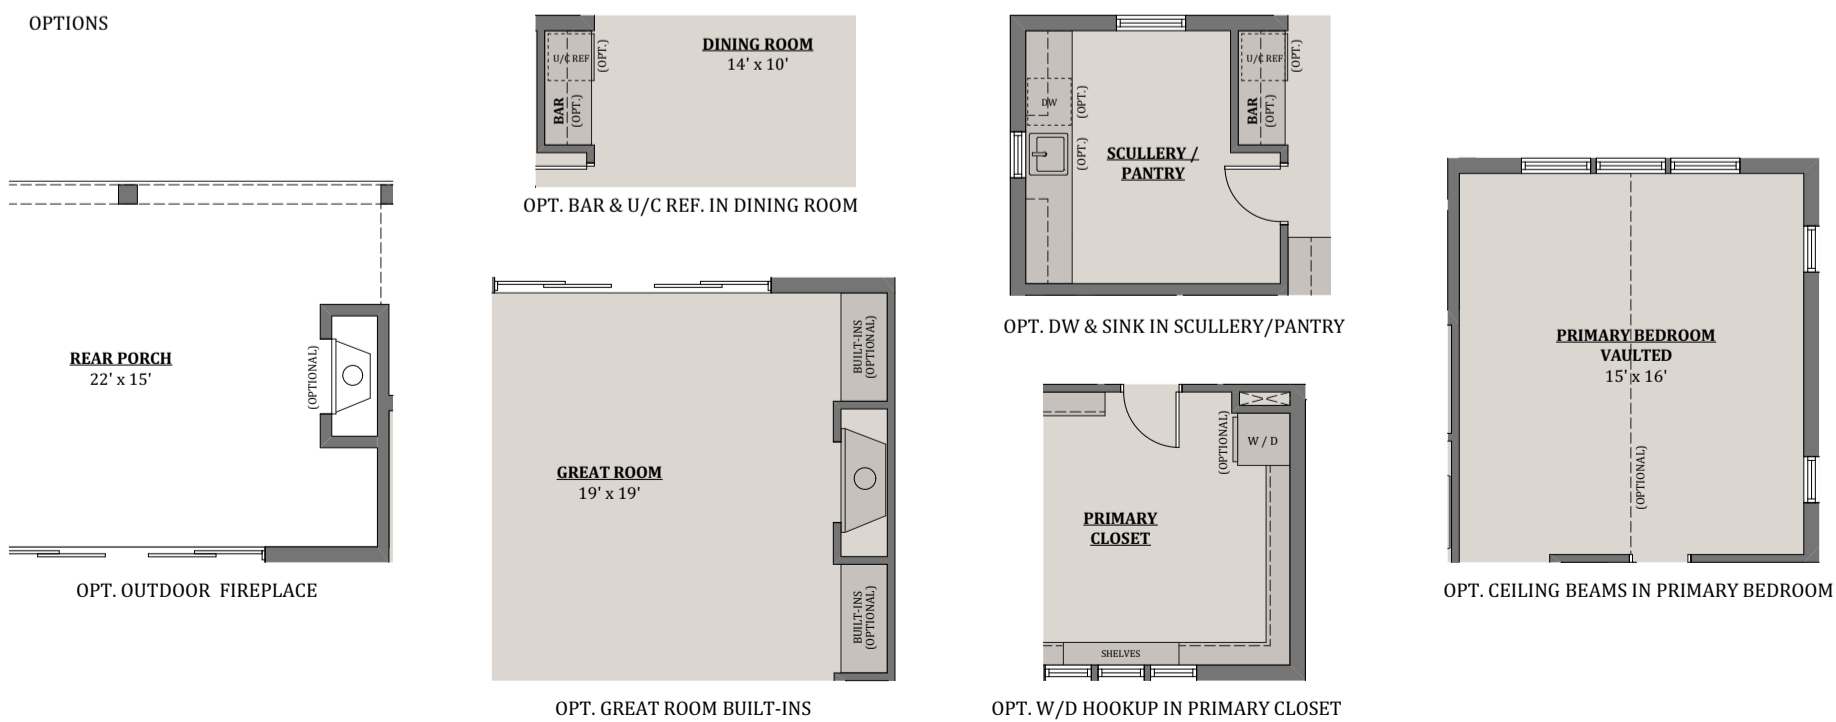 OPTIONS
REAR PORCH
22' x 15'
(OPTIONAL)
OPT. OUTDOOR FIREPLACE
DINING ROOM
14' x 10'
U/C REF
(OPT.)
BAR
(OPT.)
OPT. BAR & U/C REF. IN DINING ROOM
GREAT ROOM
19' x 19'
BUILT-INS
(OPTIONAL)
BUILT-INS
(OPTIONAL)
OPT. GREAT ROOM BUILT-INS
U/C REF
(OPT.)
BAR
(OPT.)
DW
(OPT.)
(OPT.)
SCULLERY /
PANTRY
OPT. DW & SINK IN SCULLERY/PANTRY
W / D
(OPTIONAL)
PRIMARY
CLOSET
SHELVES
OPT. W/D HOOKUP IN PRIMARY CLOSET
PRIMARY BEDROOM
VAULTED
15' x 16'
(OPTIONAL)
OPT. CEILING BEAMS IN PRIMARY BEDROOM